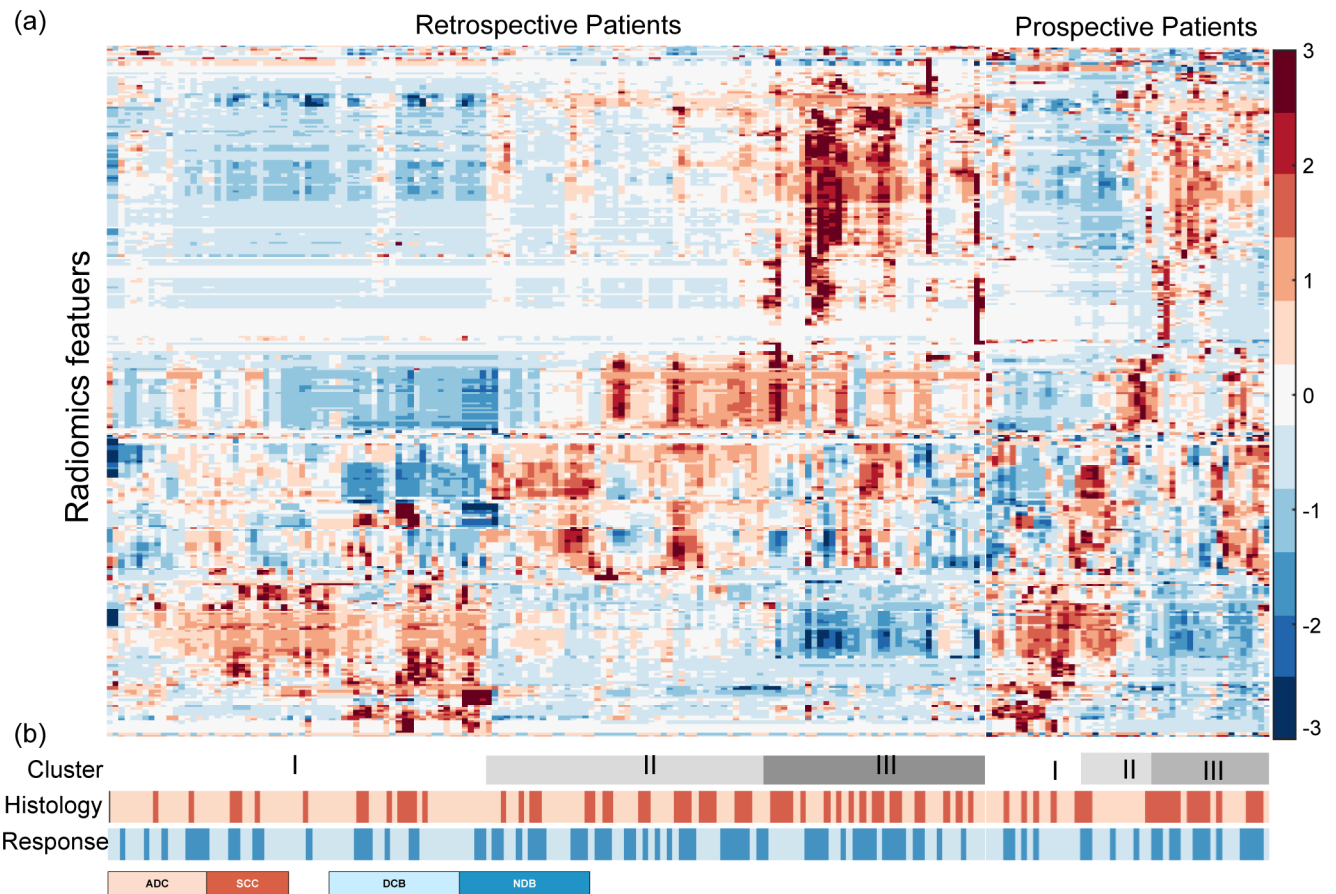 (a)
Retrospective Patients
Prospective Patients
Radiomics featuers
3
2
1
0
-1
-2
-3
(b)
Cluster I II III I II III
Histology
Response
ADC SCC DCB NDB